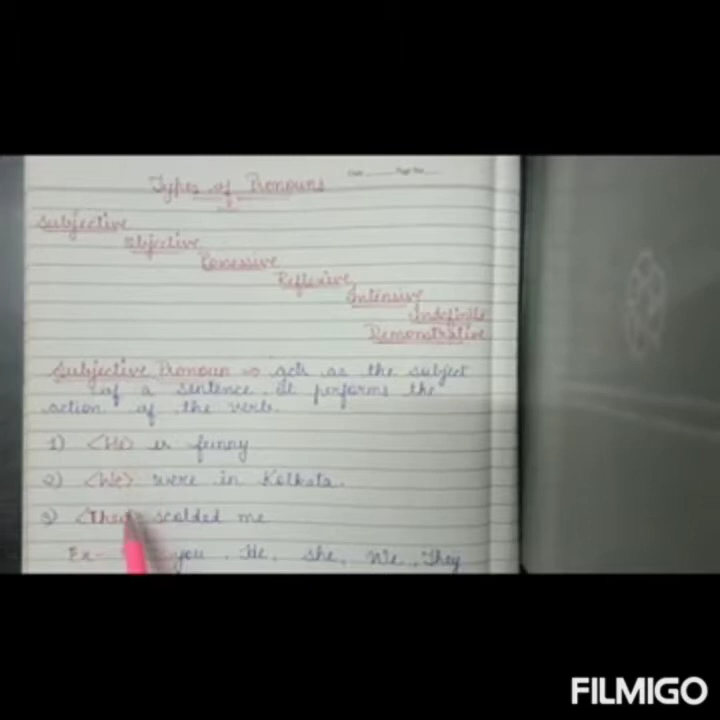 Types of Pronouns
Subjective
Objective
Possessive
Reflexive
Intensive
Indefinite
Demonstrative
Subjective Pronoun => acts as the subject
of a sentence. It performs the
action of the verb.
1) <He> is funny
2) <We> were in Kolkata.
3) <They> scolded me
Ex- you, He, she, We, They
FILMIGO